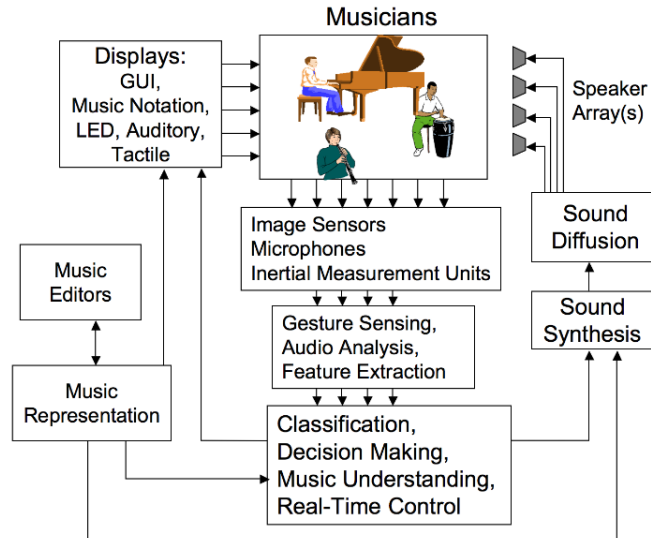 Musicians
Displays:
GUI,
Music Notation,
LED, Auditory,
Tactile
Speaker
Array(s)
Image Sensors
Microphones
Inertial Measurement Units
Sound
Diffusion
Music
Editors
Gesture Sensing,
Audio Analysis,
Feature Extraction
Sound
Synthesis
Music
Representation
Classification,
Decision Making,
Music Understanding,
Real-Time Control